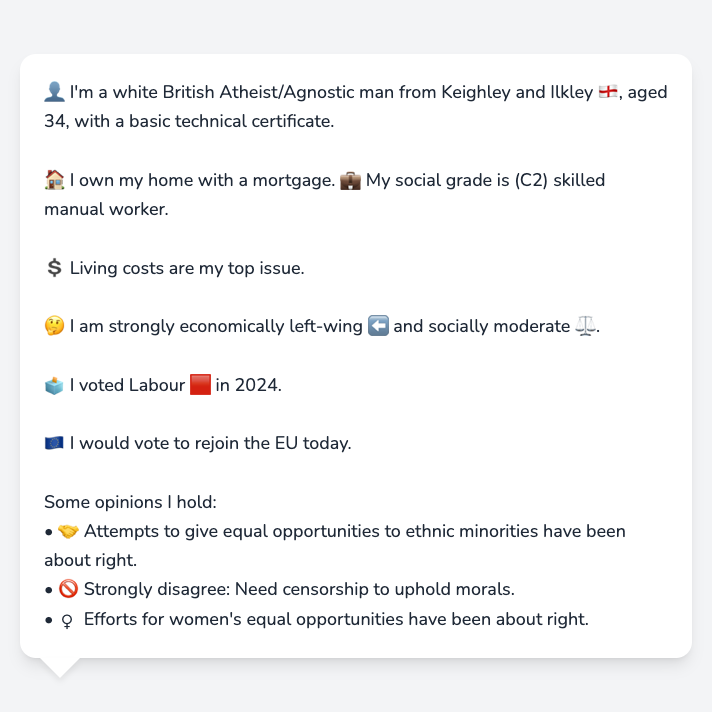 👤 I'm a white British Atheist/Agnostic man from Keighley and Ilkley 🏴󠁧󠁢󠁥󠁮󠁧󠁿, aged
34, with a basic technical certificate.
🏠 I own my home with a mortgage. 💼 My social grade is (C2) skilled
manual worker.
💲 Living costs are my top issue.
🤔 I am strongly economically left-wing ⬅️ and socially moderate ⚖️.
🗳️ I voted Labour 🟥 in 2024.
🇪🇺 I would vote to rejoin the EU today.
Some opinions I hold:
• 🤝 Attempts to give equal opportunities to ethnic minorities have been
about right.
• 🚫 Strongly disagree: Need censorship to uphold morals.
• ♀ Efforts for women's equal opportunities have been about right.